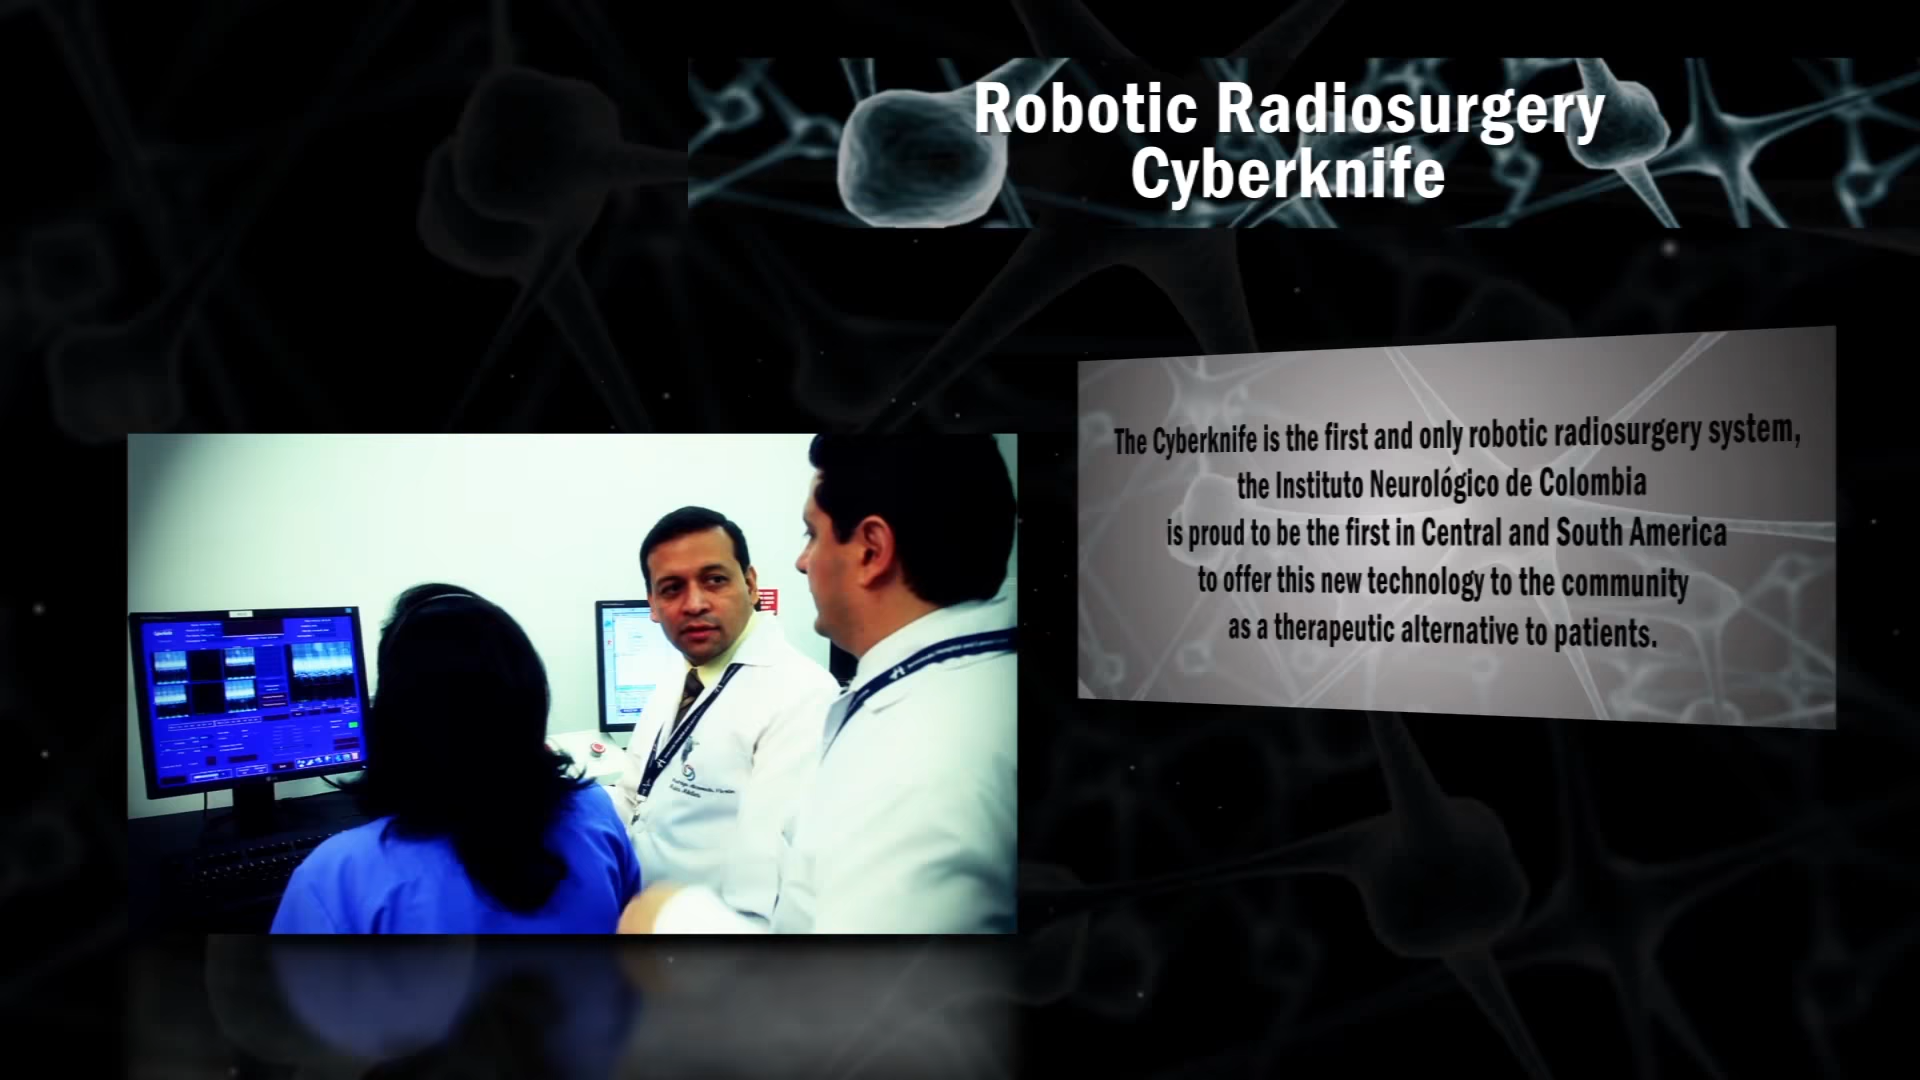 Robotic Radiosurgery
Cyberknife
The Cyberknife is the first and only robotic radiosurgery system,
the Instituto Neurológico de Colombia
is proud to be the first in Central and South America
to offer this new technology to the community
as a therapeutic alternative to patients.